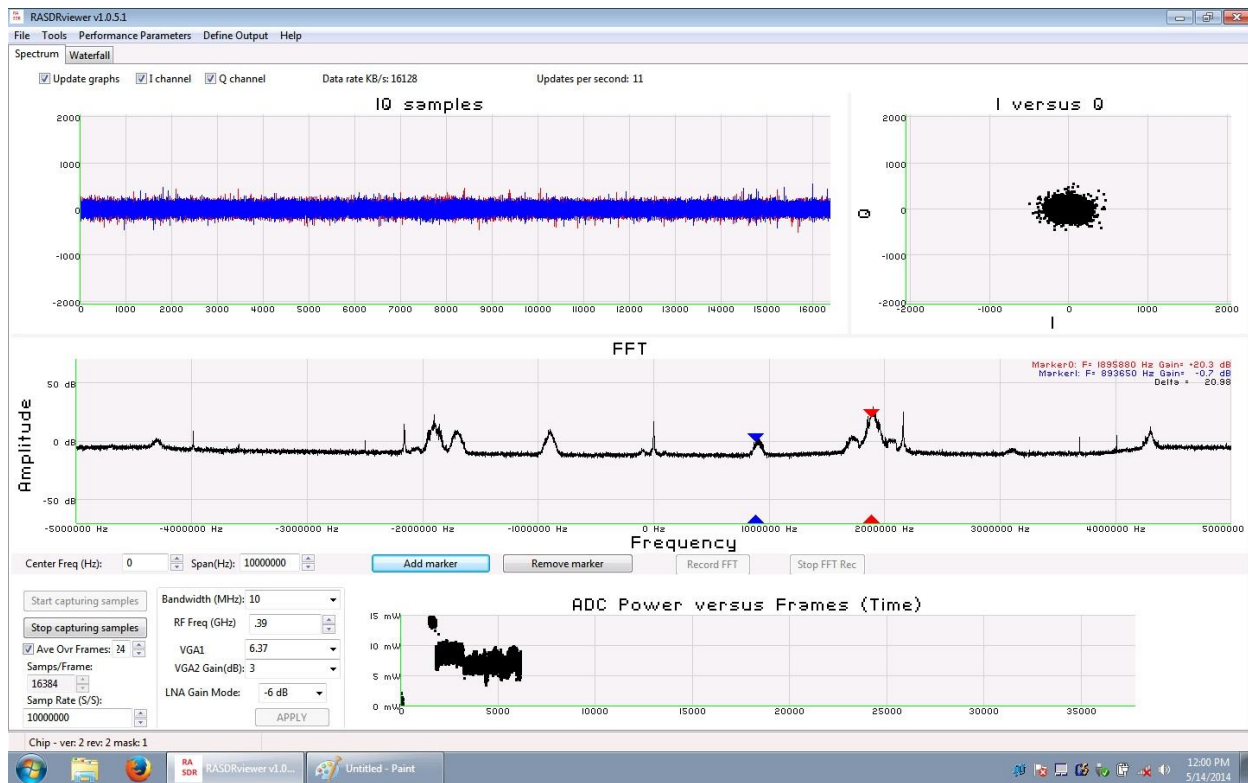 RA SDR RASDRviewer v1.0.5.1
File Tools Performance Parameters Define Output Help
Spectrum Waterfall
Update graphs I channel Q channel Data rate KB/s: 16128 Updates per second: 11
IQ samples
2000
1000
0
-1000
-2000
0 1000 2000 3000 4000 5000 6000 7000 8000 9000 10000 11000 12000 13000 14000 15000 16000
I versus Q
2000
1000
Q 0
-1000
-2000
-2000 -1000 0 1000 2000
I
FFT
Marker0: F= 1895880 Hz Gain= +20.3 dB
Marker1: F= 893650 Hz Gain= -0.7 dB
Delta = 20.98
Amplitude
50 dB
0 dB
-50 dB
-5000000 Hz -4000000 Hz -3000000 Hz -2000000 Hz -1000000 Hz 0 Hz 1000000 Hz 2000000 Hz 3000000 Hz 4000000 Hz 5000000
Frequency
Center Freq (Hz): 0 Span(Hz): 10000000 Add marker Remove marker Record FFT Stop FFT Rec
Start capturing samples
Stop capturing samples
Ave Ovr Frames: 24
Samps/Frame:
16384
Samp Rate (S/S):
10000000
Bandwidth (MHz): 10
RF Freq (GHz) .39
VGA1 6.37
VGA2 Gain(dB): 3
LNA Gain Mode: -6 dB
APPLY
ADC Power versus Frames (Time)
15 mW
10 mW
5 mW
0 mW
0 5000 10000 15000 20000 25000 30000 35000
Chip - ver: 2 rev: 2 mask: 1
RA SDR RASDRviewer v1.0... Untitled - Paint
12:00 PM
5/14/2014